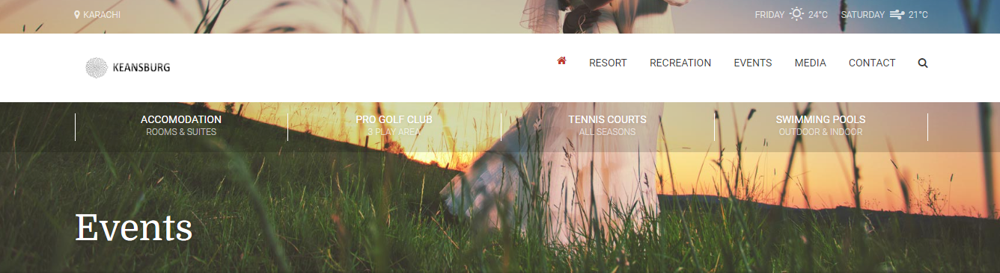 KARACHI
FRIDAY 24°C SATURDAY 21°C
KEANSBURG
RESORT RECREATION EVENTS MEDIA CONTACT
ACCOMODATION PRO GOLF CLUB TENNIS COURTS SWIMMING POOLS
ROOMS & SUITES 3 PLAY AREA ALL SEASONS OUTDOOR & INDOOR
Events